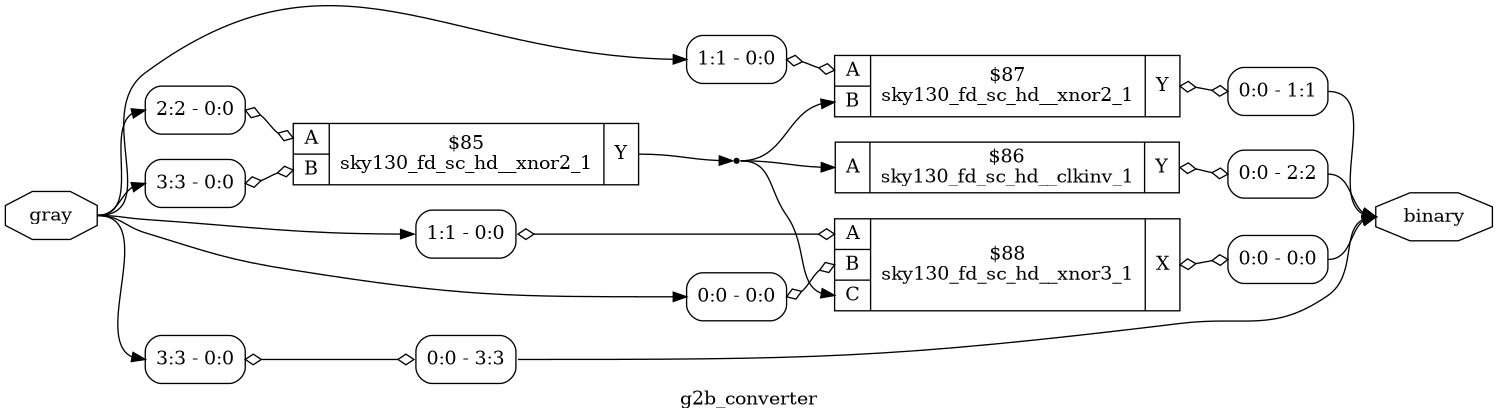 gray
2:2 - 0:0
3:3 - 0:0
A
B
$85
sky130_fd_sc_hd__xnor2_1
Y
1:1 - 0:0
A
B
$87
sky130_fd_sc_hd__xnor2_1
Y
0:0 - 1:1
A
$86
sky130_fd_sc_hd__clkinv_1
Y
0:0 - 2:2
1:1 - 0:0
0:0 - 0:0
A
B
C
$88
sky130_fd_sc_hd__xnor3_1
X
0:0 - 0:0
3:3 - 0:0
0:0 - 3:3
binary
g2b_converter